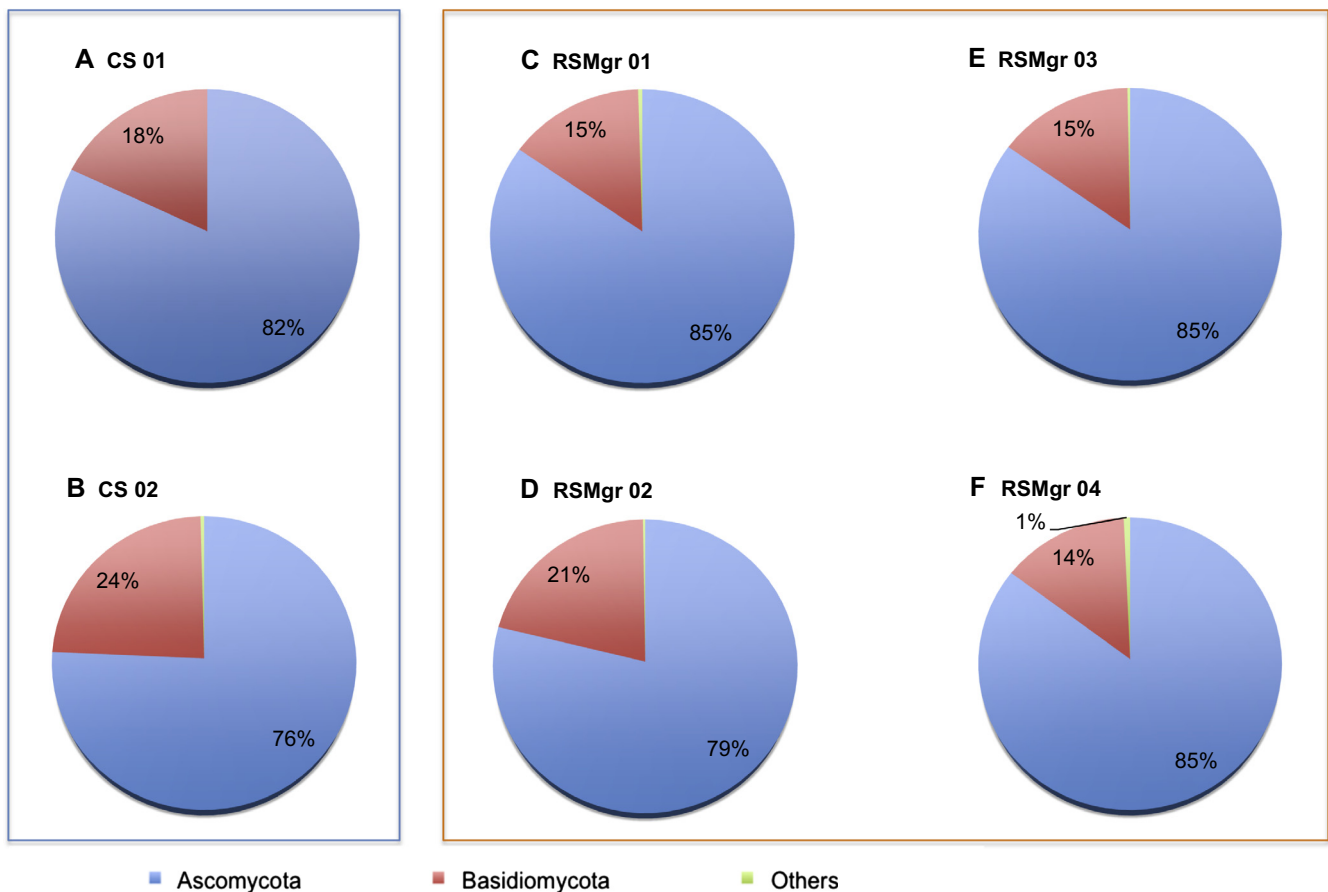 A CS 01
18%
82%
B CS 02
24%
76%
C RSMgr 01
15%
85%
D RSMgr 02
21%
79%
E RSMgr 03
15%
85%
F RSMgr 04
1%
14%
85%
Ascomycota
Basidiomycota
Others